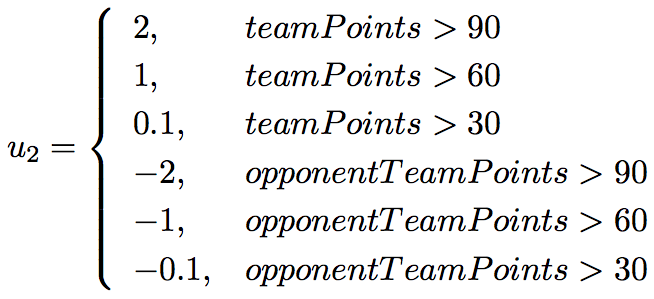 2, teamPoints > 90
1, teamPoints > 60
0.1, teamPoints > 30
u₂ =
−2, opponentTeamPoints > 90
−1, opponentTeamPoints > 60
−0.1, opponentTeamPoints > 30